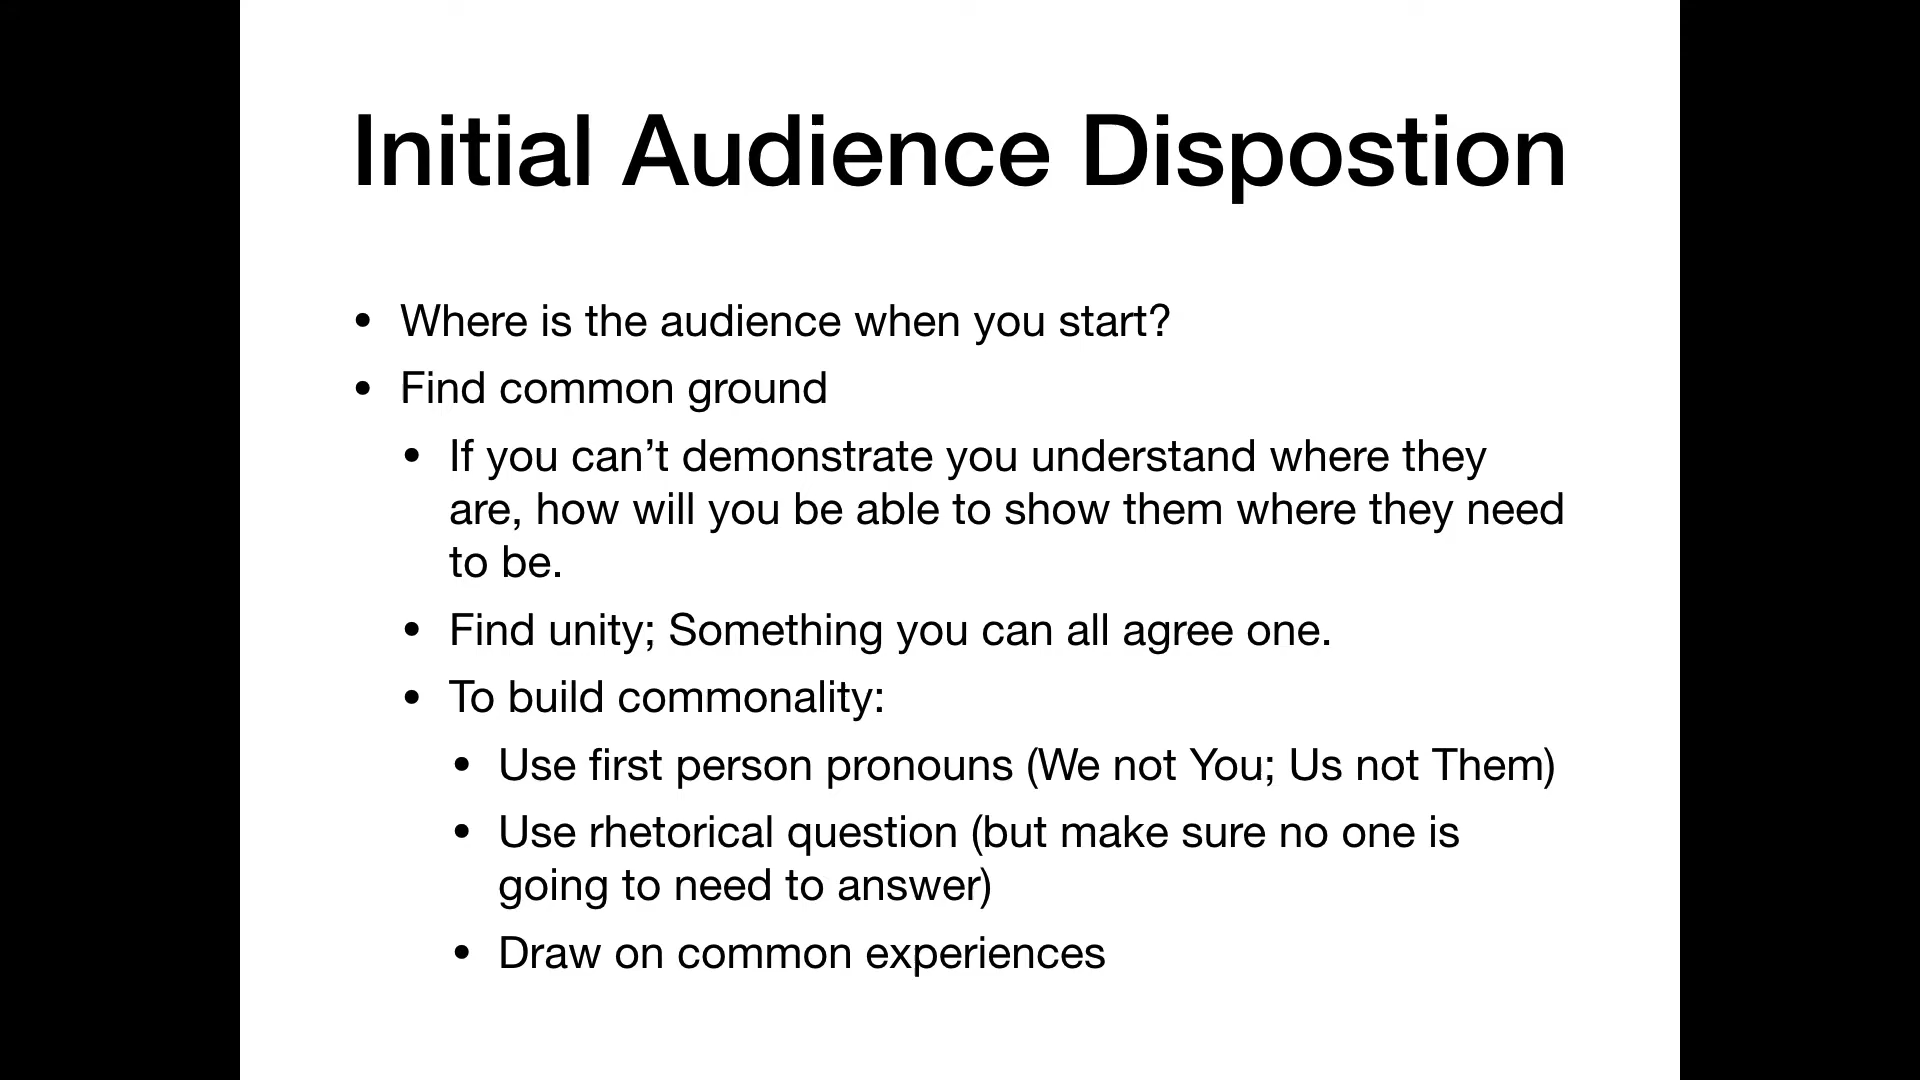 Initial Audience Dispostion
• Where is the audience when you start?
• Find common ground
• If you can’t demonstrate you understand where they
are, how will you be able to show them where they need
to be.
• Find unity; Something you can all agree one.
• To build commonality:
• Use first person pronouns (We not You; Us not Them)
• Use rhetorical question (but make sure no one is
going to need to answer)
• Draw on common experiences